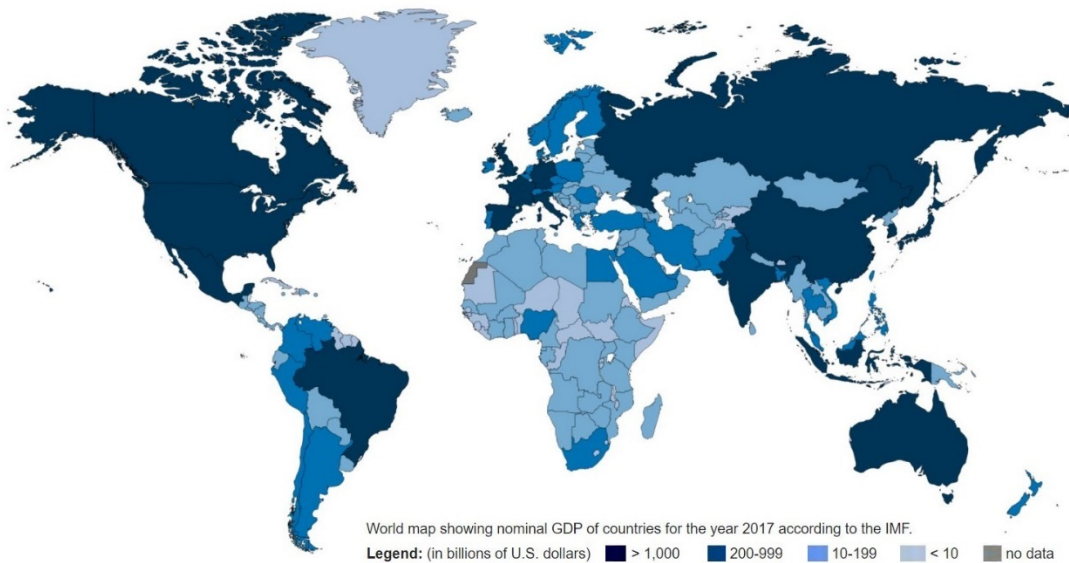 World map showing nominal GDP of countries for the year 2017 according to the IMF.
Legend: (in billions of U.S. dollars) > 1,000 200-999 10-199 < 10 no data